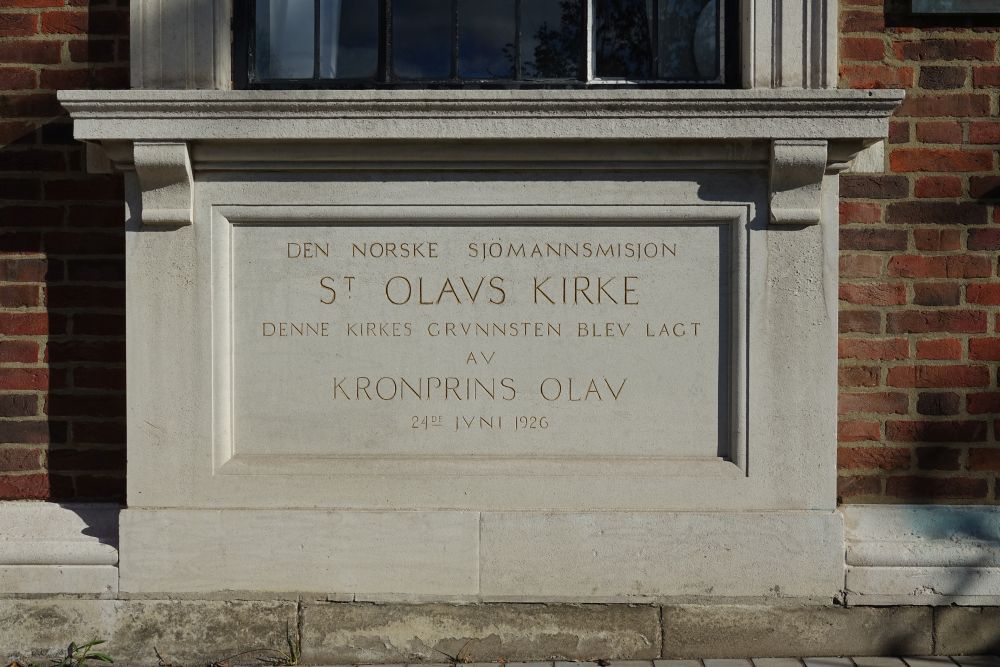 DEN NORSKE SJÖMANNSMISJON
ST OLAVS KIRKE
DENNE KIRKES GRVNNSTEN BLEV LAGT
AV
KRONPRINS OLAV
24DE JVNI 1926